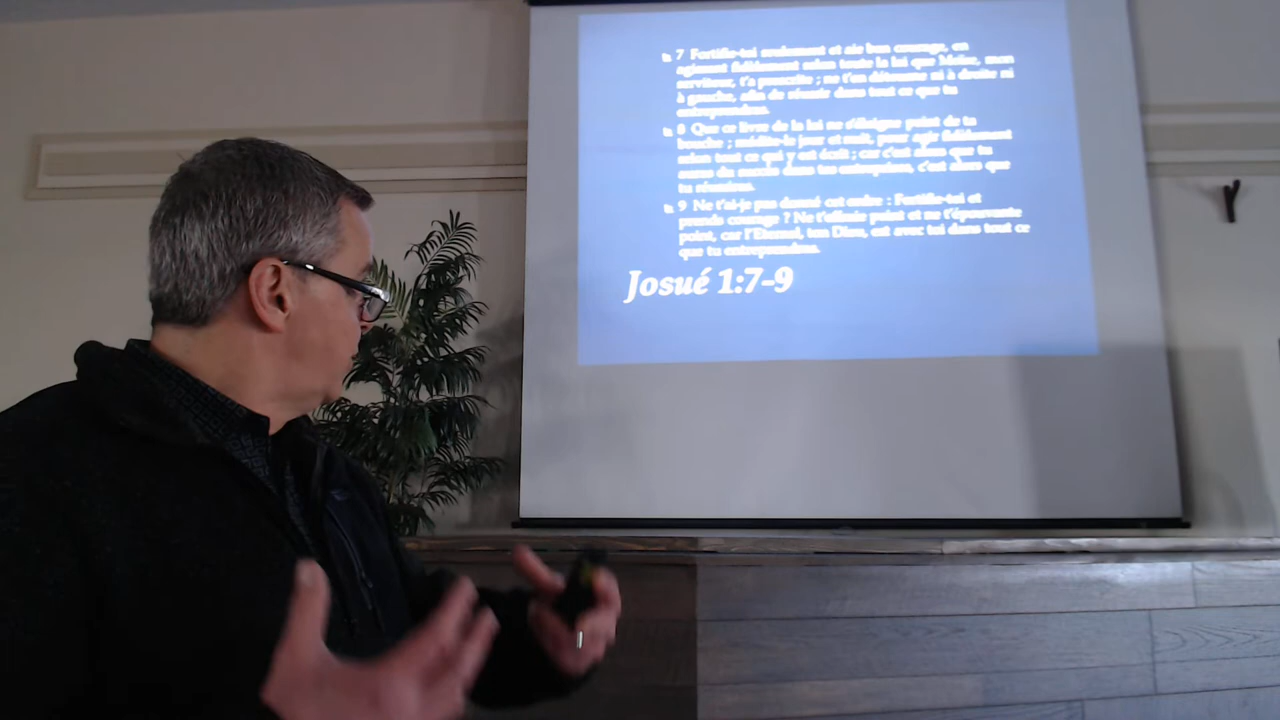 7 Fortifie-toi seulement et aie bon courage, en
agissant fidèlement selon toute la loi que Moïse, mon
serviteur, t'a prescrite ; ne t'en détourne ni à droite ni
à gauche, afin de réussir dans tout ce que tu
entreprendras.
8 Que ce livre de la loi ne s'éloigne point de ta
bouche ; médite-le jour et nuit, pour agir fidèlement
selon tout ce qui y est écrit ; car c'est alors que tu
auras du succès dans tes entreprises, c'est alors que
tu réussiras.
9 Ne t'ai-je pas donné cet ordre : Fortifie-toi et
prends courage ? Ne t'effraie point et ne t'épouvante
point, car l'Eternel, ton Dieu, est avec toi dans tout ce
que tu entreprendras.
Josué 1:7-9